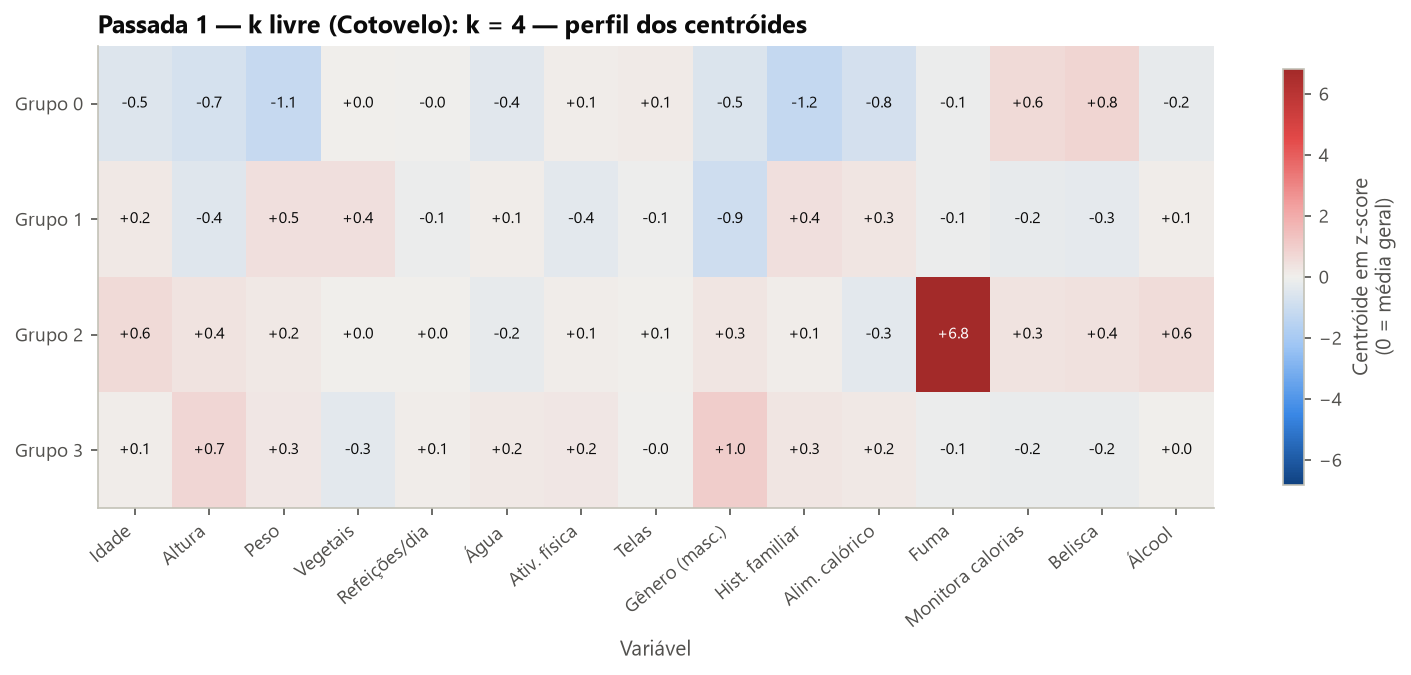 Passada 1 — k livre (Cotovelo): k = 4 — perfil dos centróides
Grupo 0 -0.5 -0.7 -1.1 +0.0 -0.0 -0.4 +0.1 +0.1 -0.5 -1.2 -0.8 -0.1 +0.6 +0.8 -0.2
Grupo 1 +0.2 -0.4 +0.5 +0.4 -0.1 +0.1 -0.4 -0.1 -0.9 +0.4 +0.3 -0.1 -0.2 -0.3 +0.1
Grupo 2 +0.6 +0.4 +0.2 +0.0 +0.0 -0.2 +0.1 +0.1 +0.3 +0.1 -0.3 +6.8 +0.3 +0.4 +0.6
Grupo 3 +0.1 +0.7 +0.3 -0.3 +0.1 +0.2 +0.2 -0.0 +1.0 +0.3 +0.2 -0.1 -0.2 -0.2 +0.0
Idade
Altura
Peso
Vegetais
Refeições/dia
Água
Ativ. física
Telas
Gênero (masc.)
Hist. familiar
Alim. calórico
Fuma
Monitora calorias
Belisca
Álcool
Variável
6
4
2
0
−2
−4
−6
Centróide em z-score
(0 = média geral)